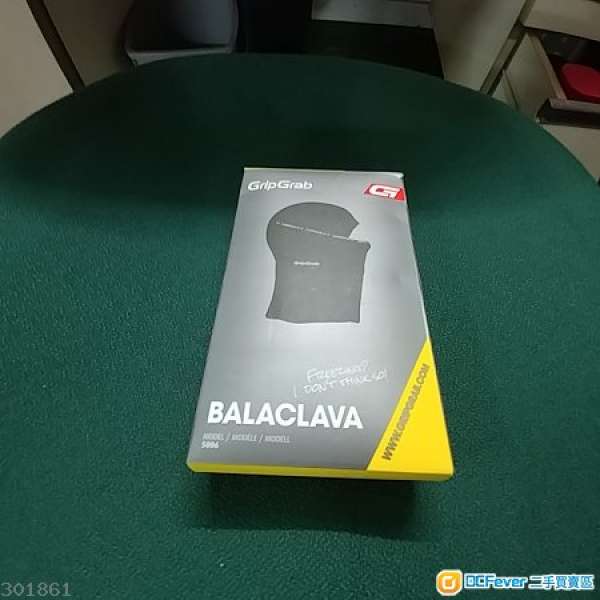 GripGrab
G
GripGrab
FREEZING?
I DON'T THINK SO!
BALACLAVA
MODEL / MODÈLE / MODELL
5006
WWW.GRIPGRAB.COM
301861
DCFever 二手買賣區